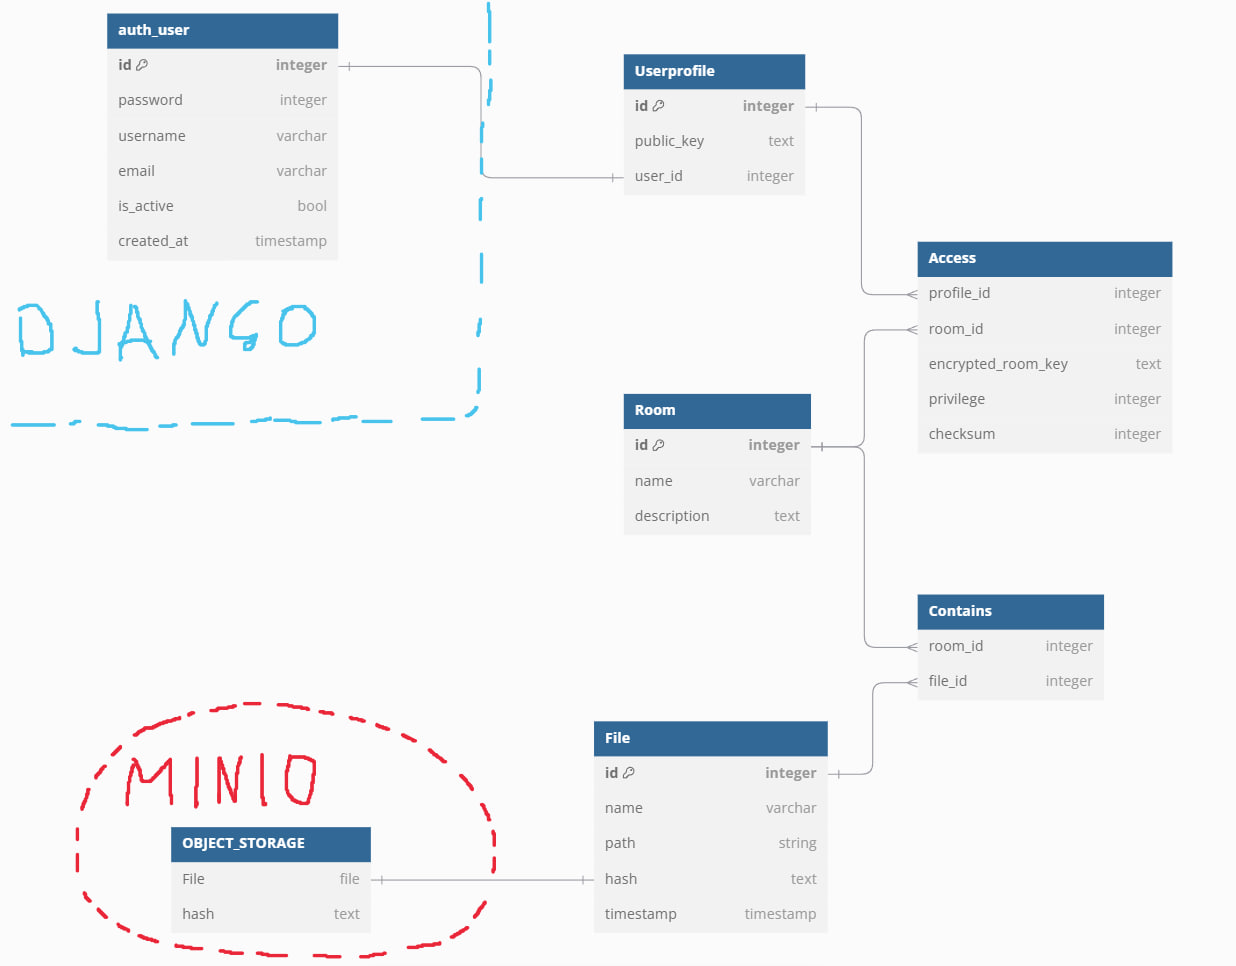 auth_user
id integer
password integer
username varchar
email varchar
is_active bool
created_at timestamp
DJANGO
Userprofile
id integer
public_key text
user_id integer
Access
profile_id integer
room_id integer
encrypted_room_key text
privilege integer
checksum integer
Room
id integer
name varchar
description text
Contains
room_id integer
file_id integer
File
id integer
name varchar
path string
hash text
timestamp timestamp
MINIO
OBJECT_STORAGE
File file
hash text